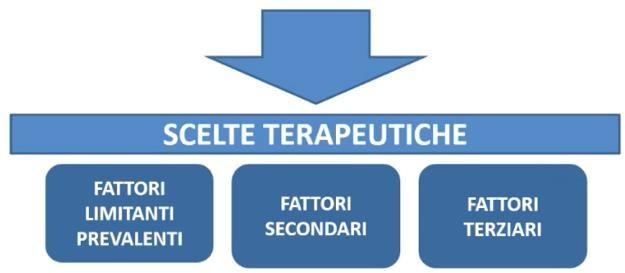 SCELTE TERAPEUTICHE
FATTORI
LIMITANTI
PREVALENTI
FATTORI
SECONDARI
FATTORI
TERZIARI